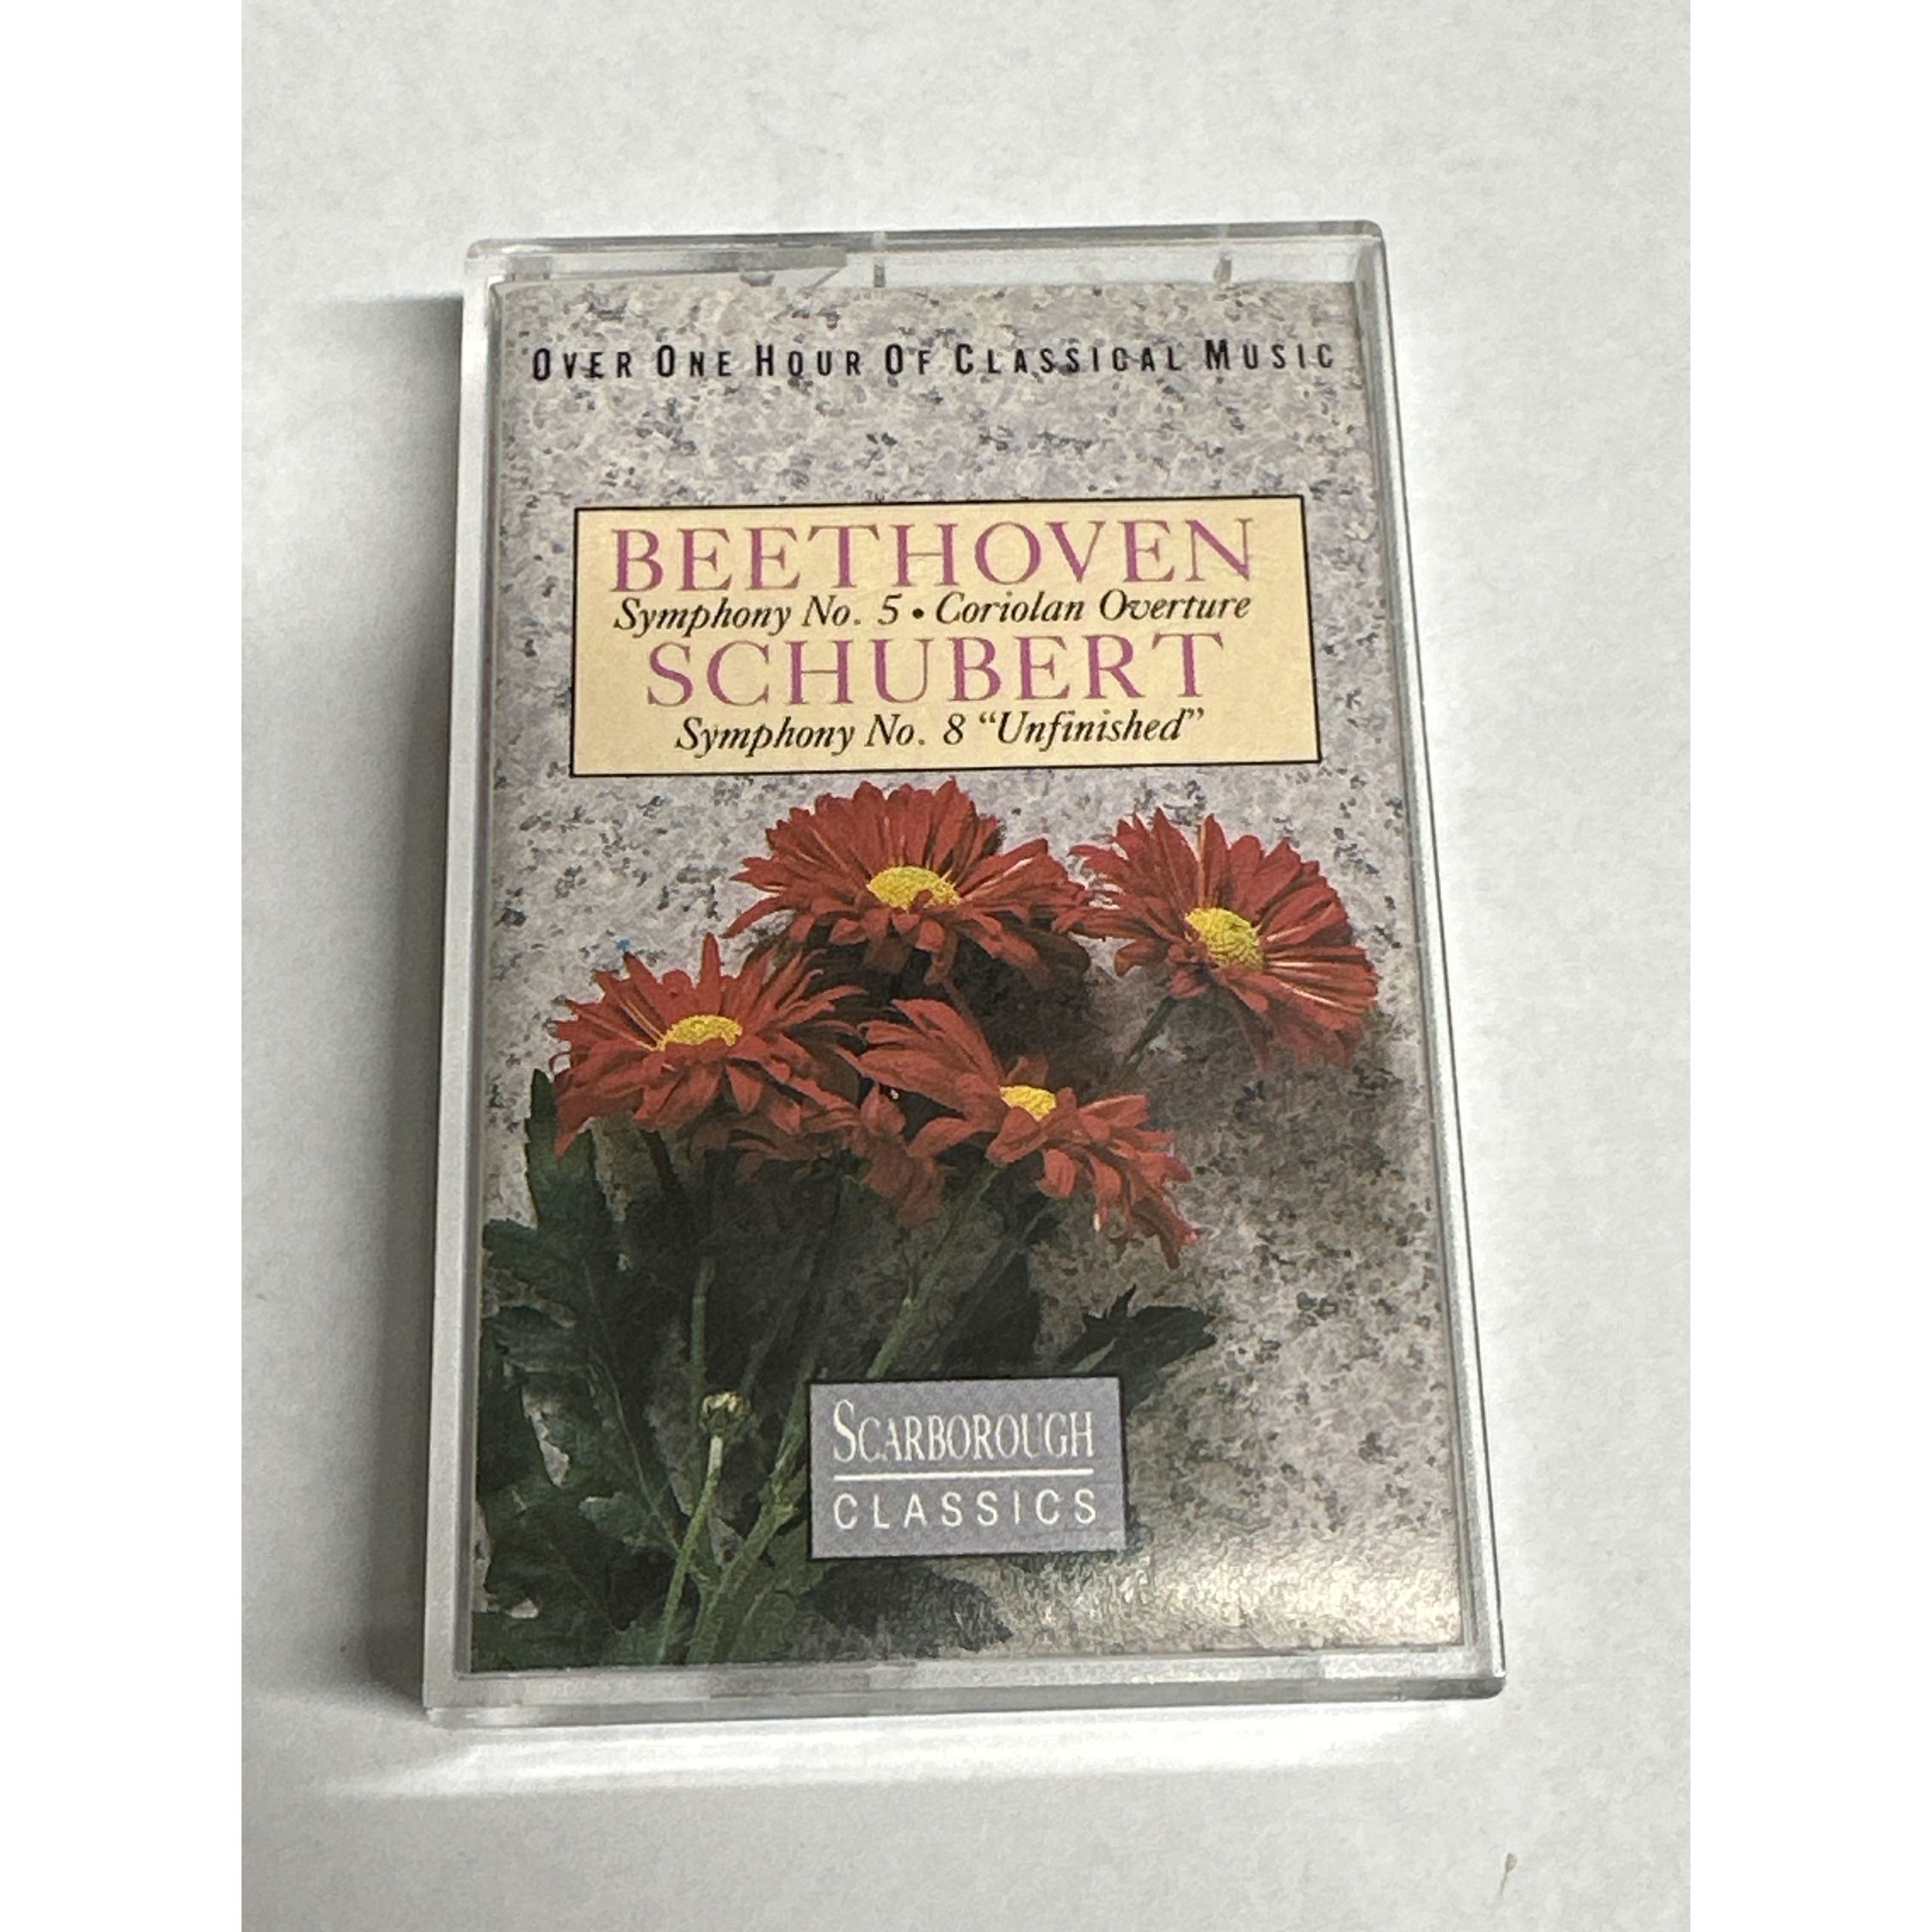 OVER ONE HOUR OF CLASSICAL MUSIC
BEETHOVEN
Symphony No. 5 • Coriolan Overture
SCHUBERT
Symphony No. 8 “Unfinished”
SCARBOROUGH
CLASSICS